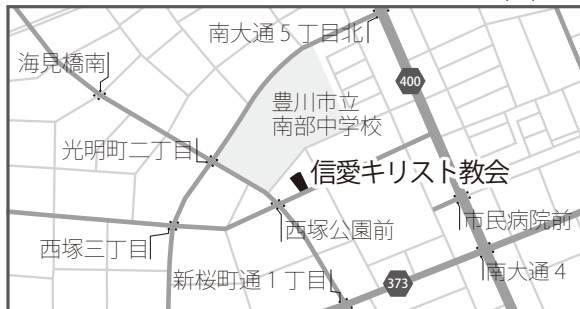 南大通5丁目北
海見橋南
400
豊川市立
南部中学校
光明町二丁目
信愛キリスト教会
市民病院前
西塚公園前
西塚三丁目
南大通4
新桜町通1丁目
373